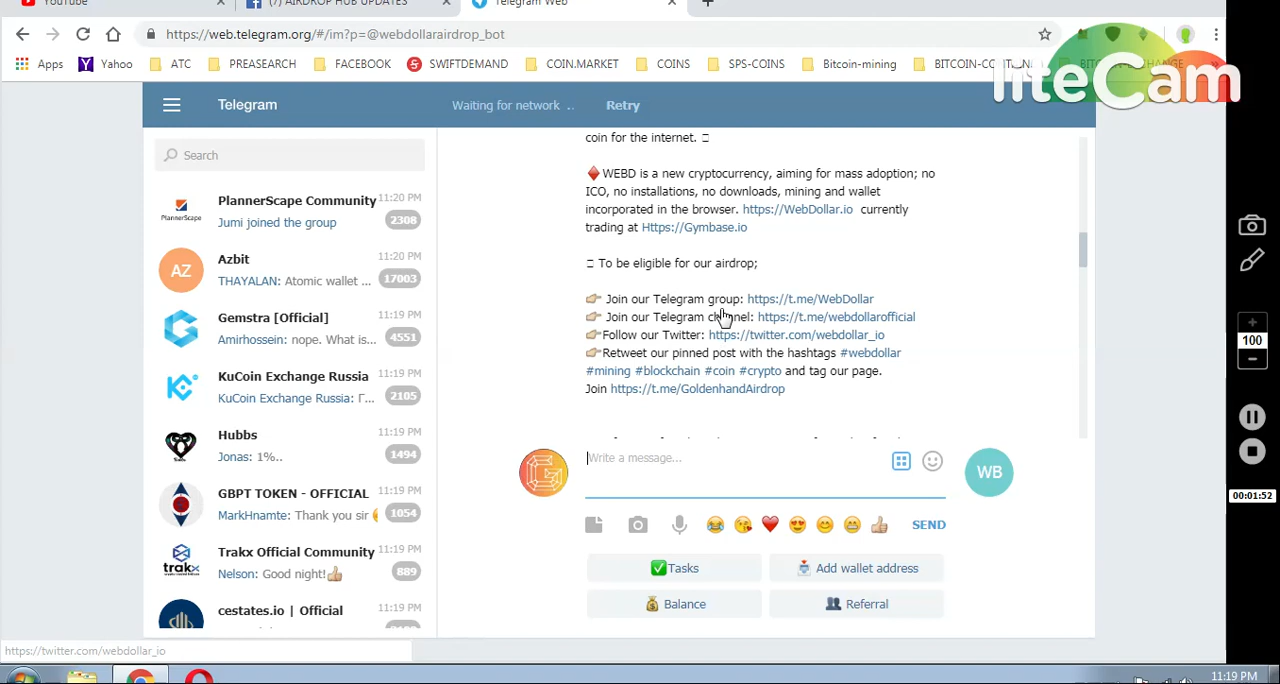 YouTube
(7) AIRDROP HUB UPDATES
Telegram Web
https://web.telegram.org/#/im?p=@webdollarairdrop_bot
Apps Yahoo ATC PREASEARCH FACEBOOK SWIFTDEMAND COIN.MARKET COINS SPS-COINS Bitcoin-mining
liteCam
Telegram
Waiting for network ..
Retry
Search
PlannerScape
PlannerScape Community 11:20 PM
Jumi joined the group 2308
AZ
Azbit 11:20 PM
THAYALAN: Atomic wallet ... 17003
Gemstra [Official] 11:19 PM
Amirhossein: nope. What is... 4551
KuCoin Exchange Russia 11:19 PM
KuCoin Exchange Russia: Г... 2105
Hubbs 11:19 PM
Jonas: 1%.. 1494
GBPT TOKEN - OFFICIAL 11:19 PM
MarkHnamte: Thank you sir 1054
trakx
Trakx Official Community 11:19 PM
Nelson: Good night!👍 889
cestates.io | Official 11:19 PM
coin for the internet.
♦️WEBD is a new cryptocurrency, aiming for mass adoption; no
ICO, no installations, no downloads, mining and wallet
incorporated in the browser. https://WebDollar.io currently
trading at Https://Gymbase.io
To be eligible for our airdrop;
👉 Join our Telegram group: https://t.me/WebDollar
👉 Join our Telegram channel: https://t.me/webdollarofficial
👉Follow our Twitter: https://twitter.com/webdollar_io
👉Retweet our pinned post with the hashtags #webdollar
#mining #blockchain #coin #crypto and tag our page.
Join https://t.me/GoldenhandAirdrop
Write a message...
WB
😂 😘 ❤️ 😍 😊 😁 👍
SEND
✅Tasks
Add wallet address
💰 Balance
👥 Referral
100
00:01:52
https://twitter.com/webdollar_io
11:19 PM